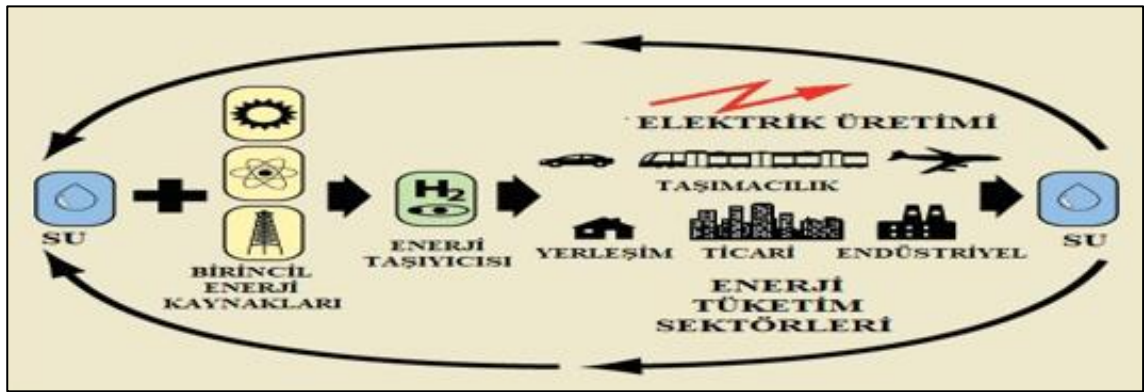 SU
BİRİNCİL
ENERJİ
KAYNAKLARI
H2
ENERJİ
TAŞIYICISI
ELEKTRİK ÜRETİMİ
TAŞIMACILIK
YERLEŞİM
TİCARİ
ENDÜSTRİYEL
ENERJİ
TÜKETİM
SEKTÖRLERİ
SU